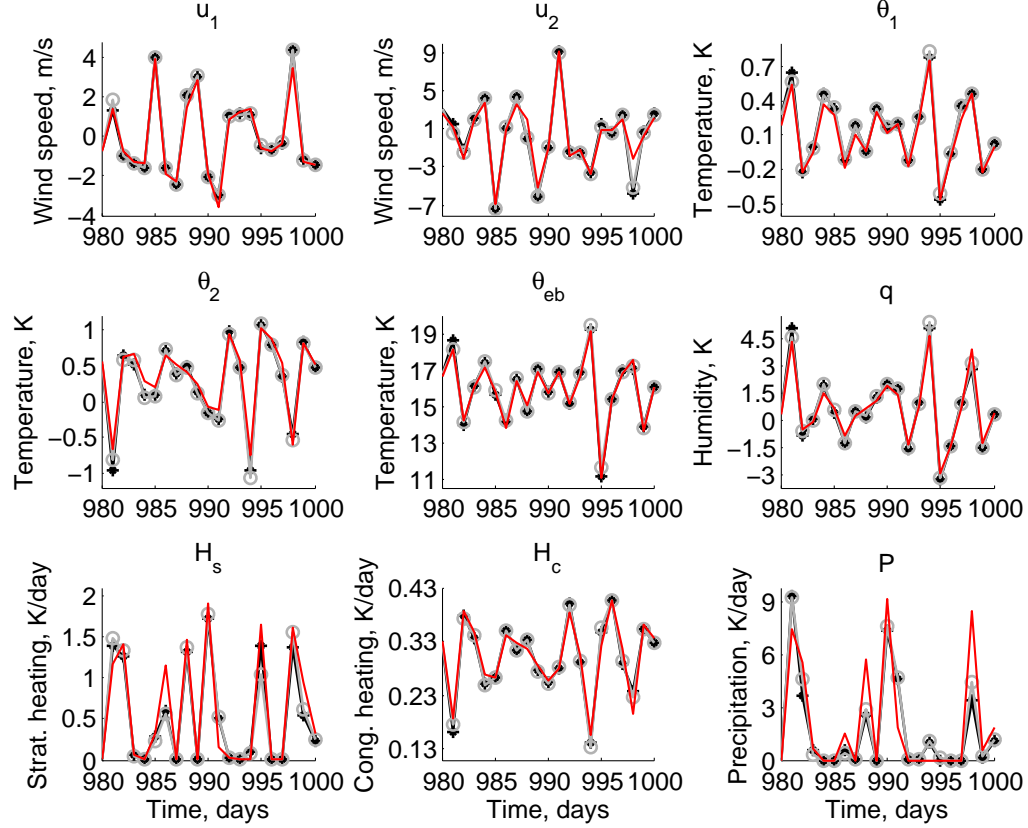 u1 u2 θ1
Wind speed, m/s 4 2 0 −2 −4 980 985 990 995 1000
Wind speed, m/s 9 5 1 −3 −7 980 985 990 995 1000
Temperature, K 0.7 0.4 0.1 −0.2 −0.5 980 985 990 995 1000
θ2 θeb q
Temperature, K 1 0.5 0 −0.5 −1 980 985 990 995 1000
Temperature, K 19 17 15 13 11 980 985 990 995 1000
Humidity, K 4.5 3 1.5 0 −1.5 −3 980 985 990 995 1000
Hs Hc P
Strat. heating, K/day 2 1.5 1 0.5 0 980 985 990 995 1000
Time, days
Cong. heating, K/day 0.43 0.33 0.23 0.13 980 985 990 995 1000
Time, days
Precipitation, K/day 9 6 3 0 980 985 990 995 1000
Time, days